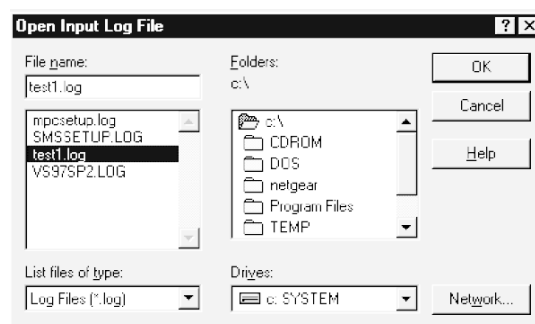 Open Input Log File
File name:
test1.log
mpcsetup.log
SMSSETUP.LOG
test1.log
VS97SP2.LOG
List files of type:
Log Files (*.log)
Folders:
c:\
c:\
CDROM
DOS
netgear
Program Files
TEMP
Drives:
c: SYSTEM
OK
Cancel
Help
Network...